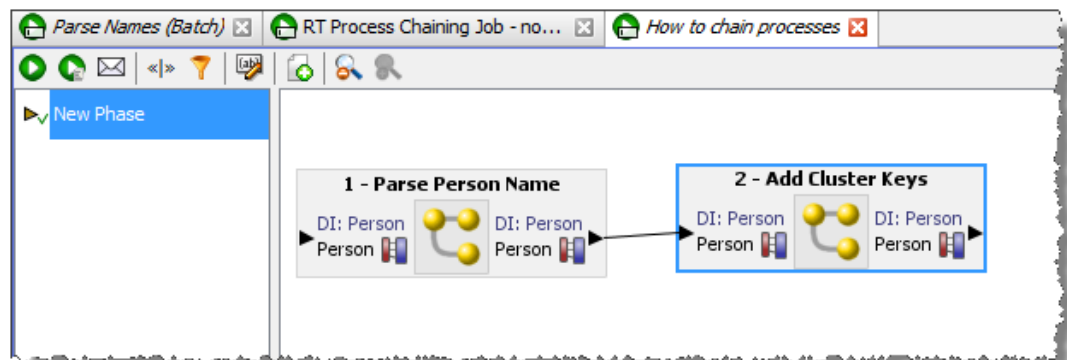 Parse Names (Batch) RT Process Chaining Job - no... How to chain processes
New Phase
1 - Parse Person Name
DI: Person DI: Person
Person Person
2 - Add Cluster Keys
DI: Person DI: Person
Person Person